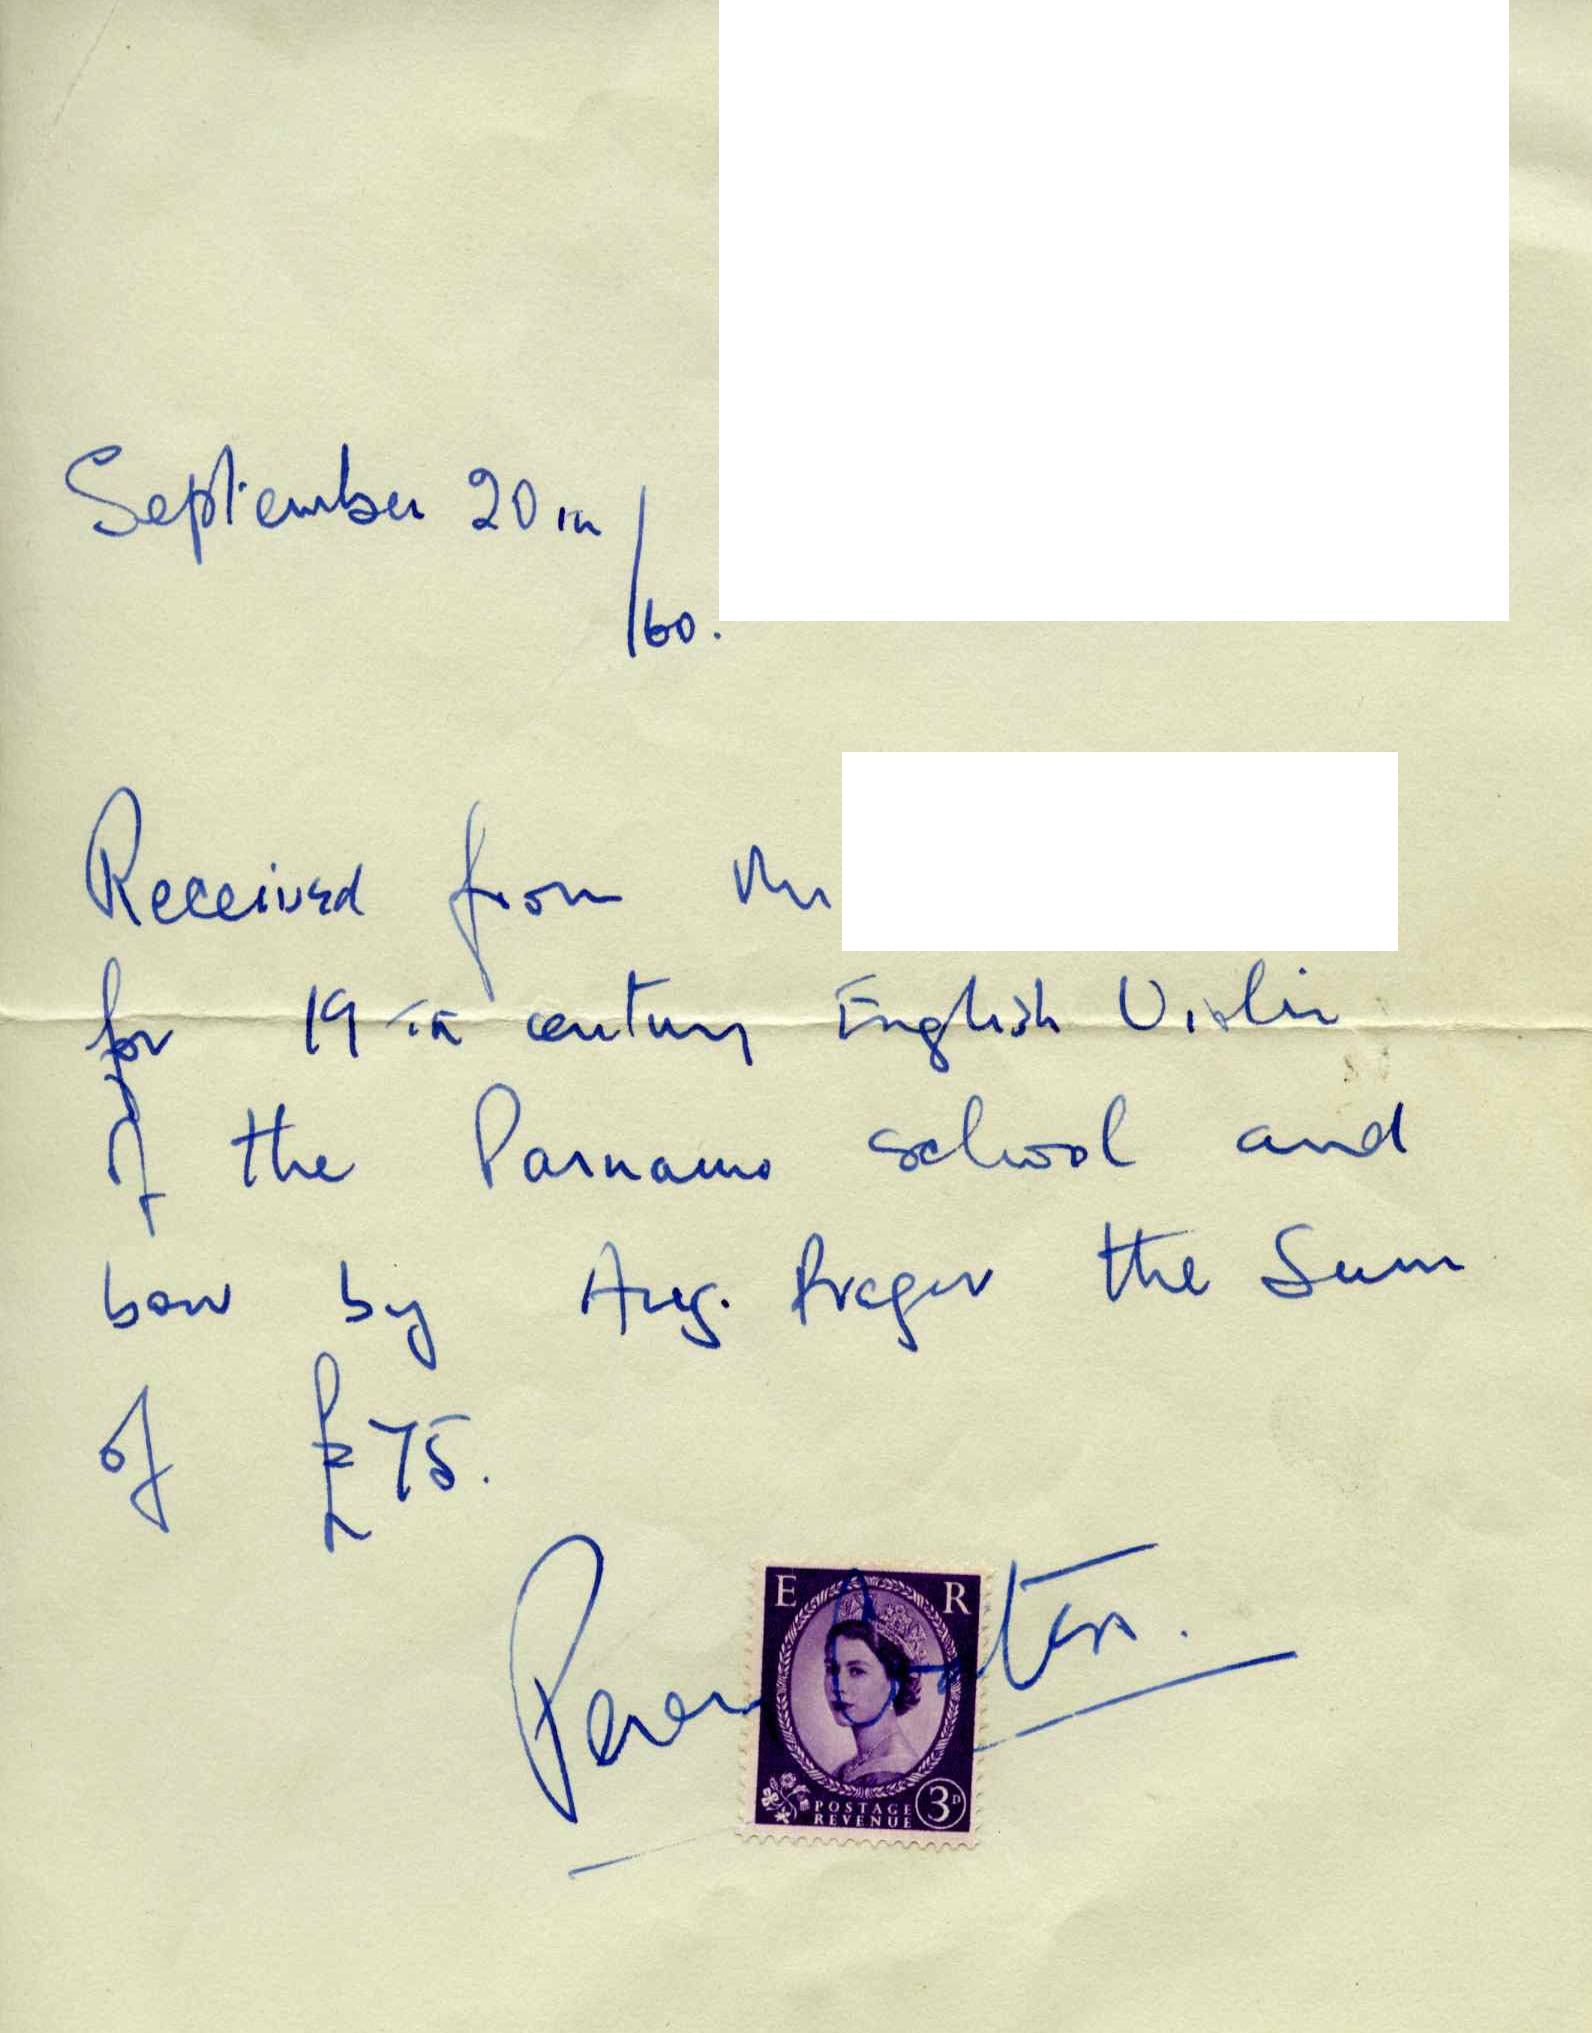 September 20th
/60.
Received from Mr
for 19th century English Violin
of the school and
bow by Aug. Prager the Sum
of £75.
E R
POSTAGE
REVENUE
3D